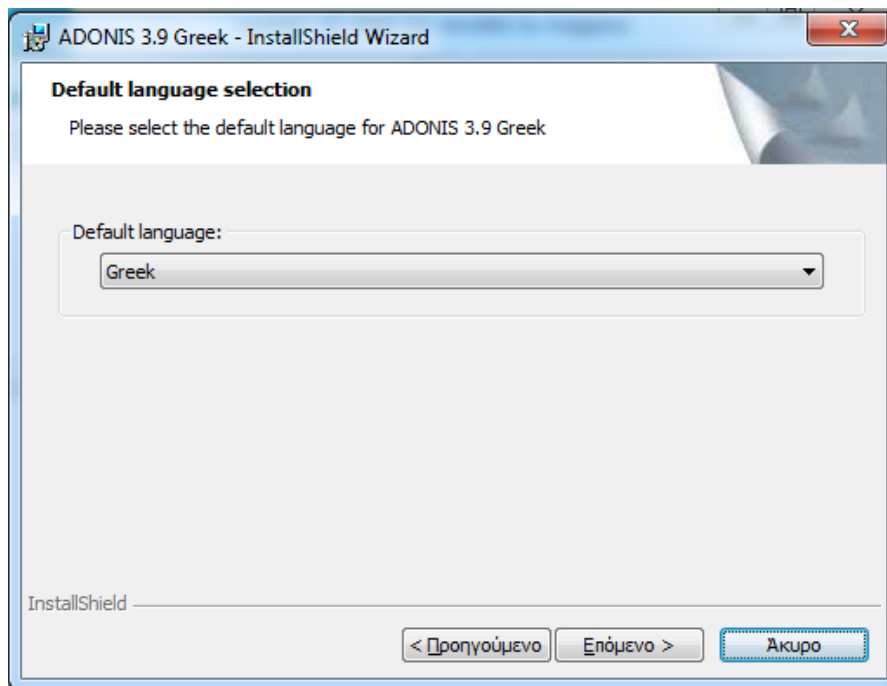 ADONIS 3.9 Greek - InstallShield Wizard
Default language selection
Please select the default language for ADONIS 3.9 Greek
Default language:
Greek
InstallShield
< Προηγούμενο
Επόμενο >
Άκυρο